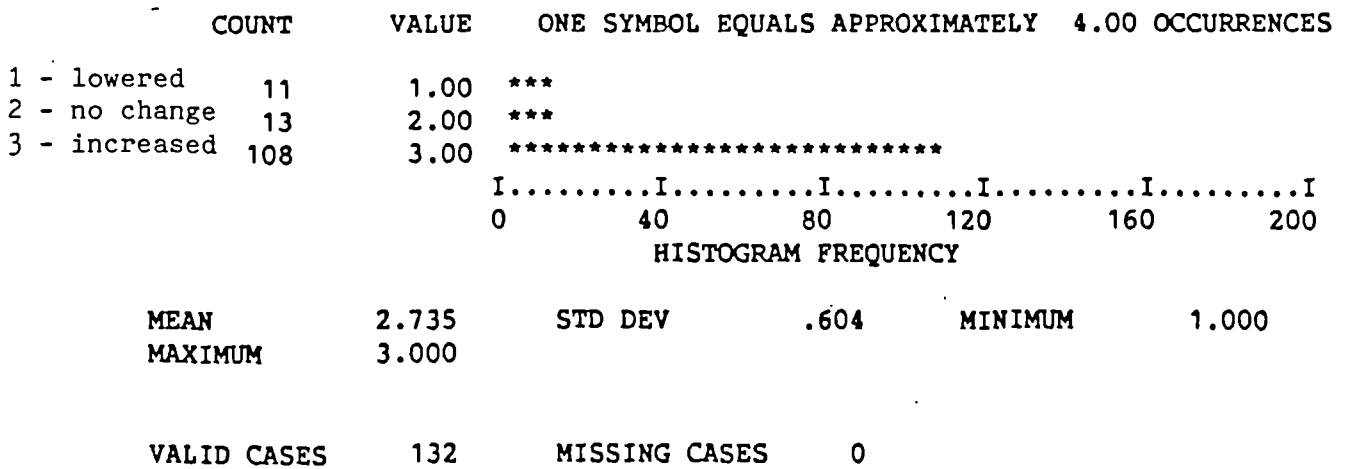 COUNT VALUE ONE SYMBOL EQUALS APPROXIMATELY 4.00 OCCURRENCES
1 - lowered 11 1.00 ***
2 - no change 13 2.00 ***
3 - increased 108 3.00 ***************************
I.........I.........I.........I.........I.........I
0 40 80 120 160 200
HISTOGRAM FREQUENCY
MEAN 2.735 STD DEV .604 MINIMUM 1.000
MAXIMUM 3.000
VALID CASES 132 MISSING CASES 0